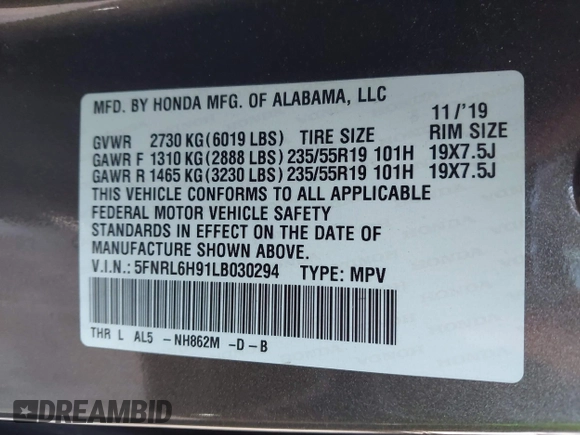 MFD. BY HONDA MFG. OF ALABAMA, LLC 11/'19
GVWR 2730 KG(6019 LBS) TIRE SIZE RIM SIZE
GAWR F 1310 KG(2888 LBS) 235/55R19 101H 19X7.5J
GAWR R 1465 KG(3230 LBS) 235/55R19 101H 19X7.5J
THIS VEHICLE CONFORMS TO ALL APPLICABLE
FEDERAL MOTOR VEHICLE SAFETY
STANDARDS IN EFFECT ON THE DATE OF
MANUFACTURE SHOWN ABOVE.
V.I.N.: 5FNRL6H91LB030294 TYPE: MPV
THR L AL5 -NH862M -D-B
DREAMBID